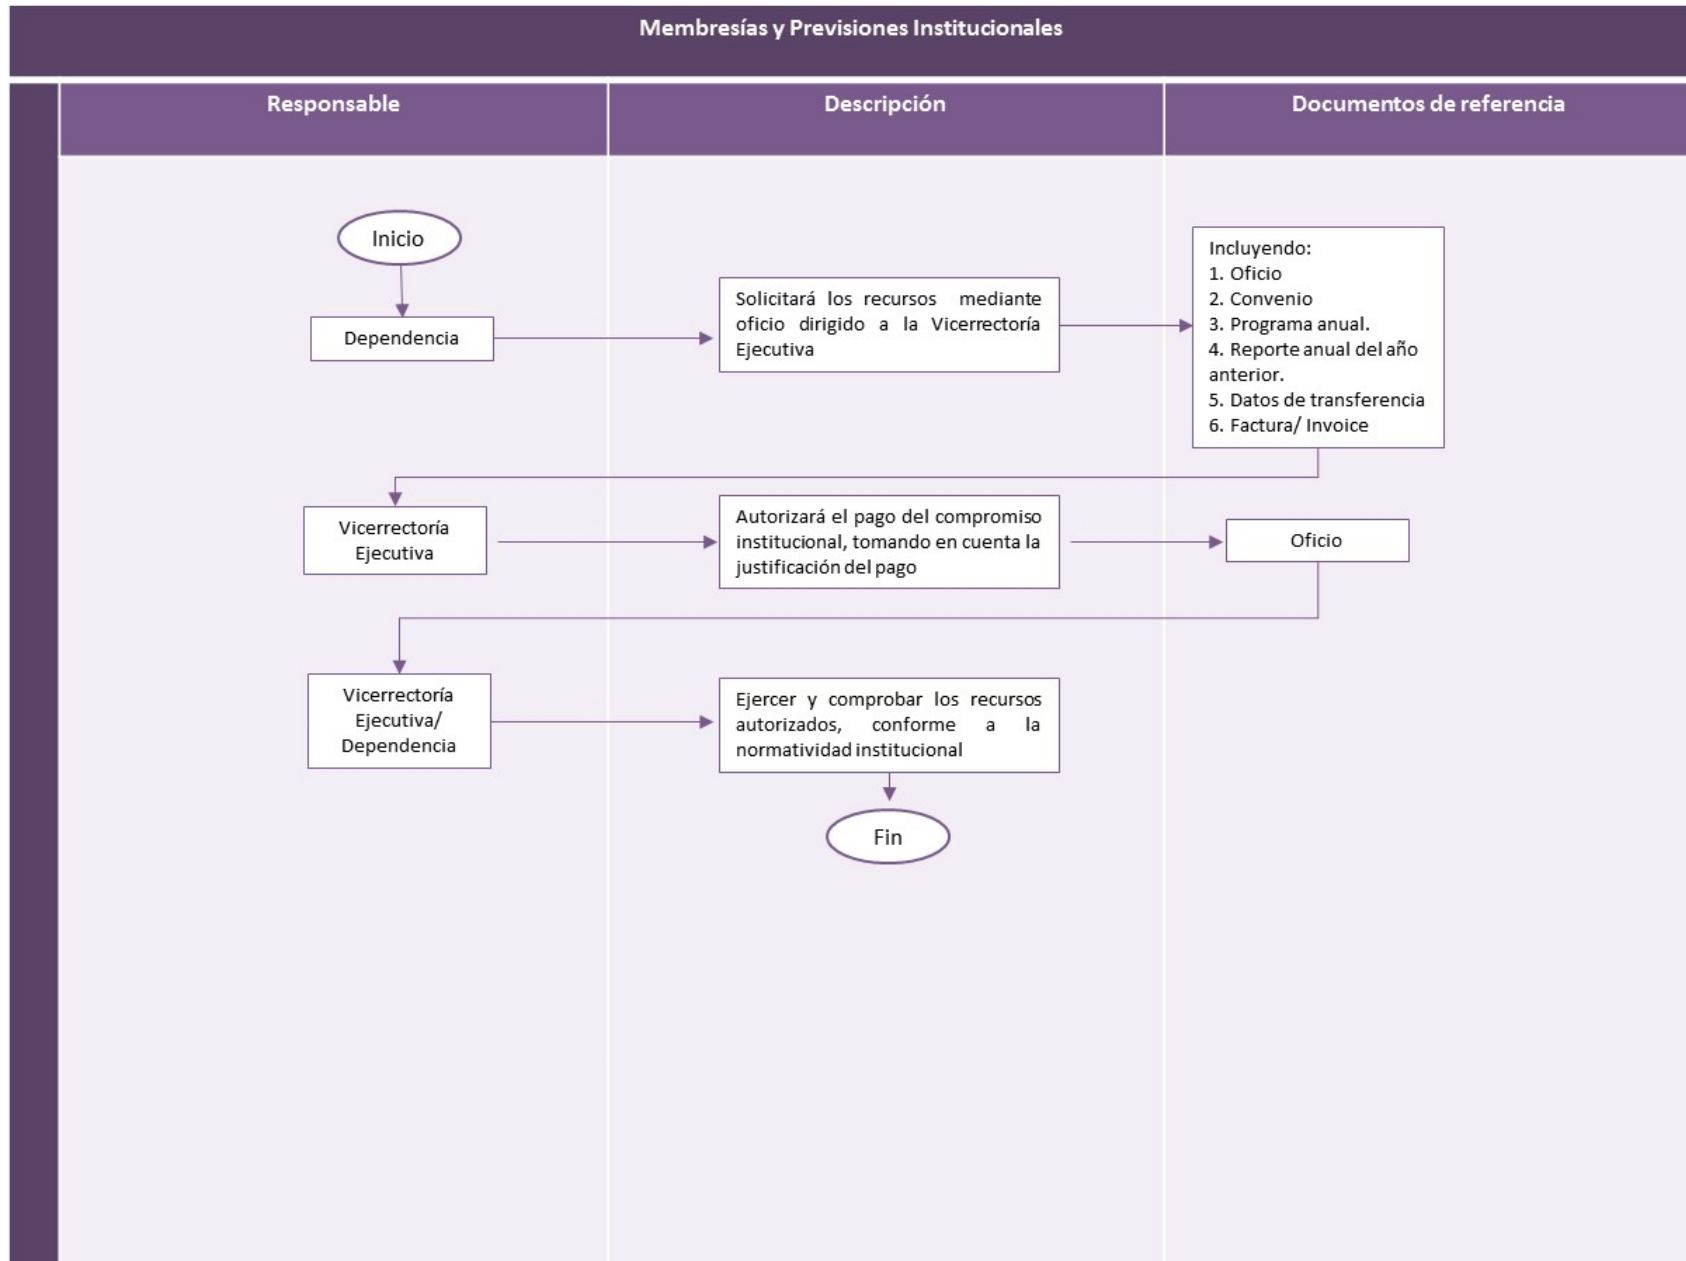 Membresías y Previsiones Institucionales
Responsable
Descripción
Documentos de referencia
Inicio
Dependencia
Solicitará los recursos mediante
oficio dirigido a la Vicerrectoría
Ejecutiva
Incluyendo:
1. Oficio
2. Convenio
3. Programa anual.
4. Reporte anual del año
anterior.
5. Datos de transferencia
6. Factura/ Invoice
Vicerrectoría
Ejecutiva
Autorizará el pago del compromiso
institucional, tomando en cuenta la
justificación del pago
Oficio
Vicerrectoría
Ejecutiva/
Dependencia
Ejercer y comprobar los recursos
autorizados, conforme a la
normatividad institucional
Fin